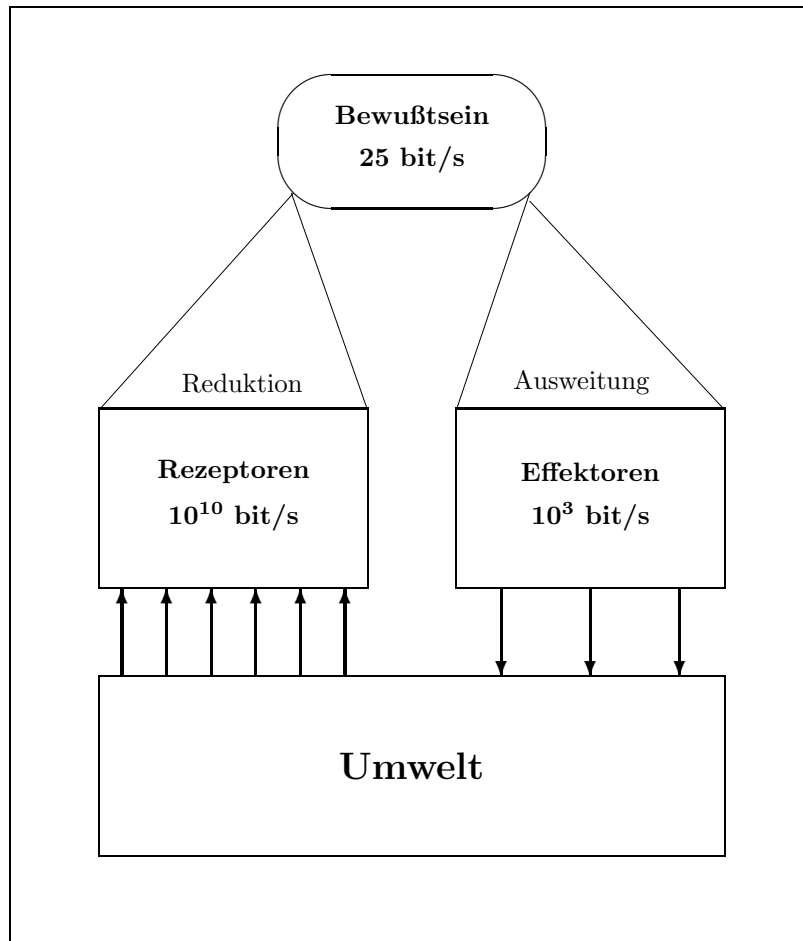 Bewußtsein
25 bit/s
Reduktion
Ausweitung
Rezeptoren
10¹⁰ bit/s
Effektoren
10³ bit/s
Umwelt